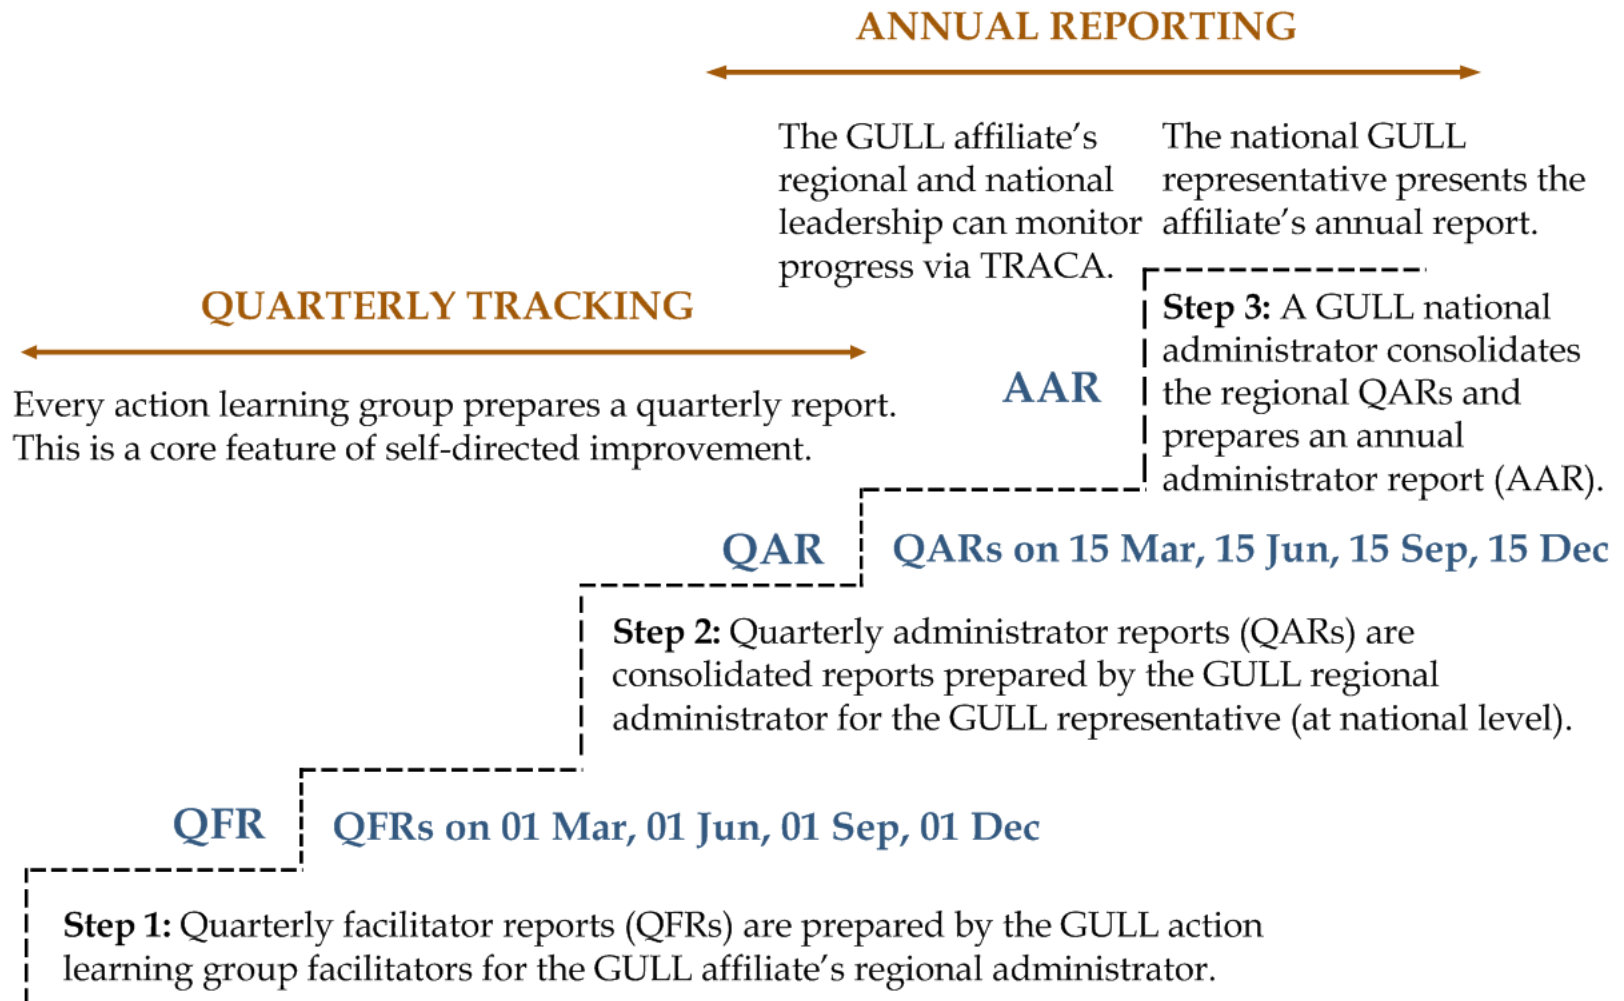 ANNUAL REPORTING
The GULL affiliate’s
regional and national
leadership can monitor
progress via TRACA.
The national GULL
representative presents the
affiliate’s annual report.
QUARTERLY TRACKING
Every action learning group prepares a quarterly report.
This is a core feature of self-directed improvement.
AAR
Step 3: A GULL national
administrator consolidates
the regional QARs and
prepares an annual
administrator report (AAR).
QAR
QARs on 15 Mar, 15 Jun, 15 Sep, 15 Dec
Step 2: Quarterly administrator reports (QARs) are
consolidated reports prepared by the GULL regional
administrator for the GULL representative (at national level).
QFR
QFRs on 01 Mar, 01 Jun, 01 Sep, 01 Dec
Step 1: Quarterly facilitator reports (QFRs) are prepared by the GULL action
learning group facilitators for the GULL affiliate’s regional administrator.